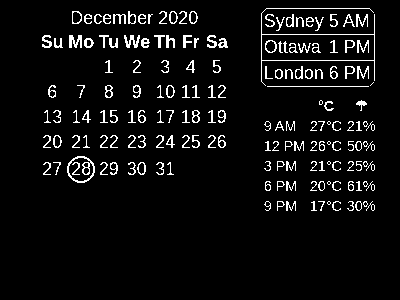 December 2020
Su Mo Tu We Th Fr Sa
1 2 3 4 5
6 7 8 9 10 11 12
13 14 15 16 17 18 19
20 21 22 23 24 25 26
27 28 29 30 31
Sydney 5 AM
Ottawa 1 PM
London 6 PM
°C
9 AM 27°C 21%
12 PM 26°C 50%
3 PM 21°C 25%
6 PM 20°C 61%
9 PM 17°C 30%